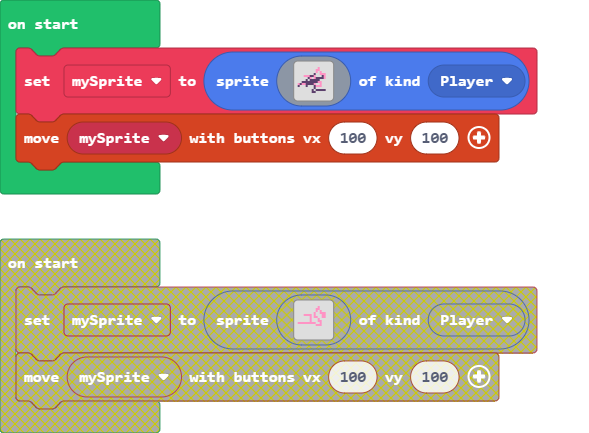 on start
set mySprite to sprite of kind Player
move mySprite with buttons vx 100 vy 100
on start
set mySprite to sprite of kind Player
move mySprite with buttons vx 100 vy 100